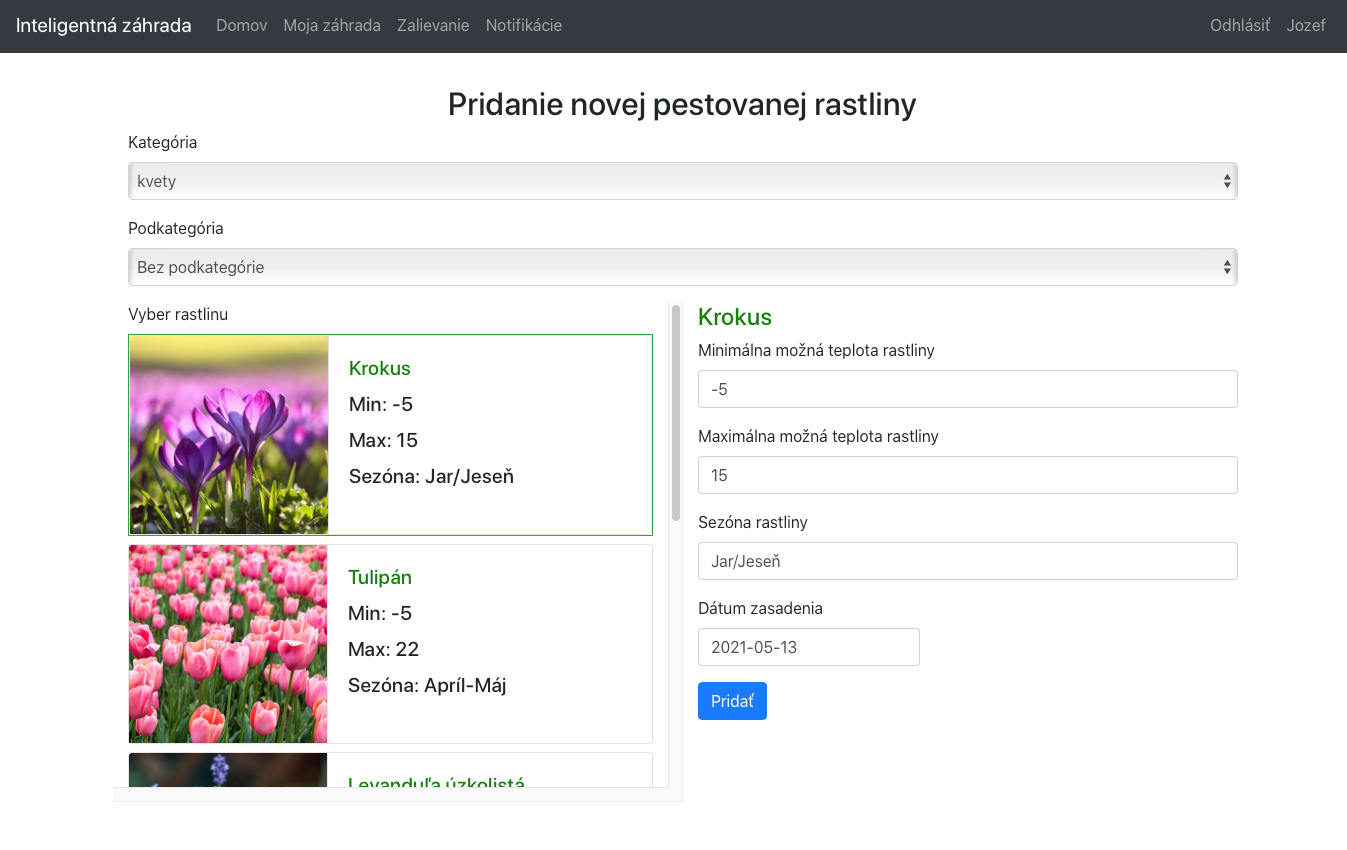 Inteligentná záhrada Domov Moja záhrada Zalievanie Notifikácie Odhlásiť Jozef
Pridanie novej pestovanej rastliny
Kategória
kvety
Podkategória
Bez podkategórie
Vyber rastlinu
Krokus
Min: -5
Max: 15
Sezóna: Jar/Jeseň
Tulipán
Min: -5
Max: 22
Sezóna: Apríl-Máj
Levanduľa úzkolistá
Krokus
Minimálna možná teplota rastliny
-5
Maximálna možná teplota rastliny
15
Sezóna rastliny
Jar/Jeseň
Dátum zasadenia
2021-05-13
Pridať